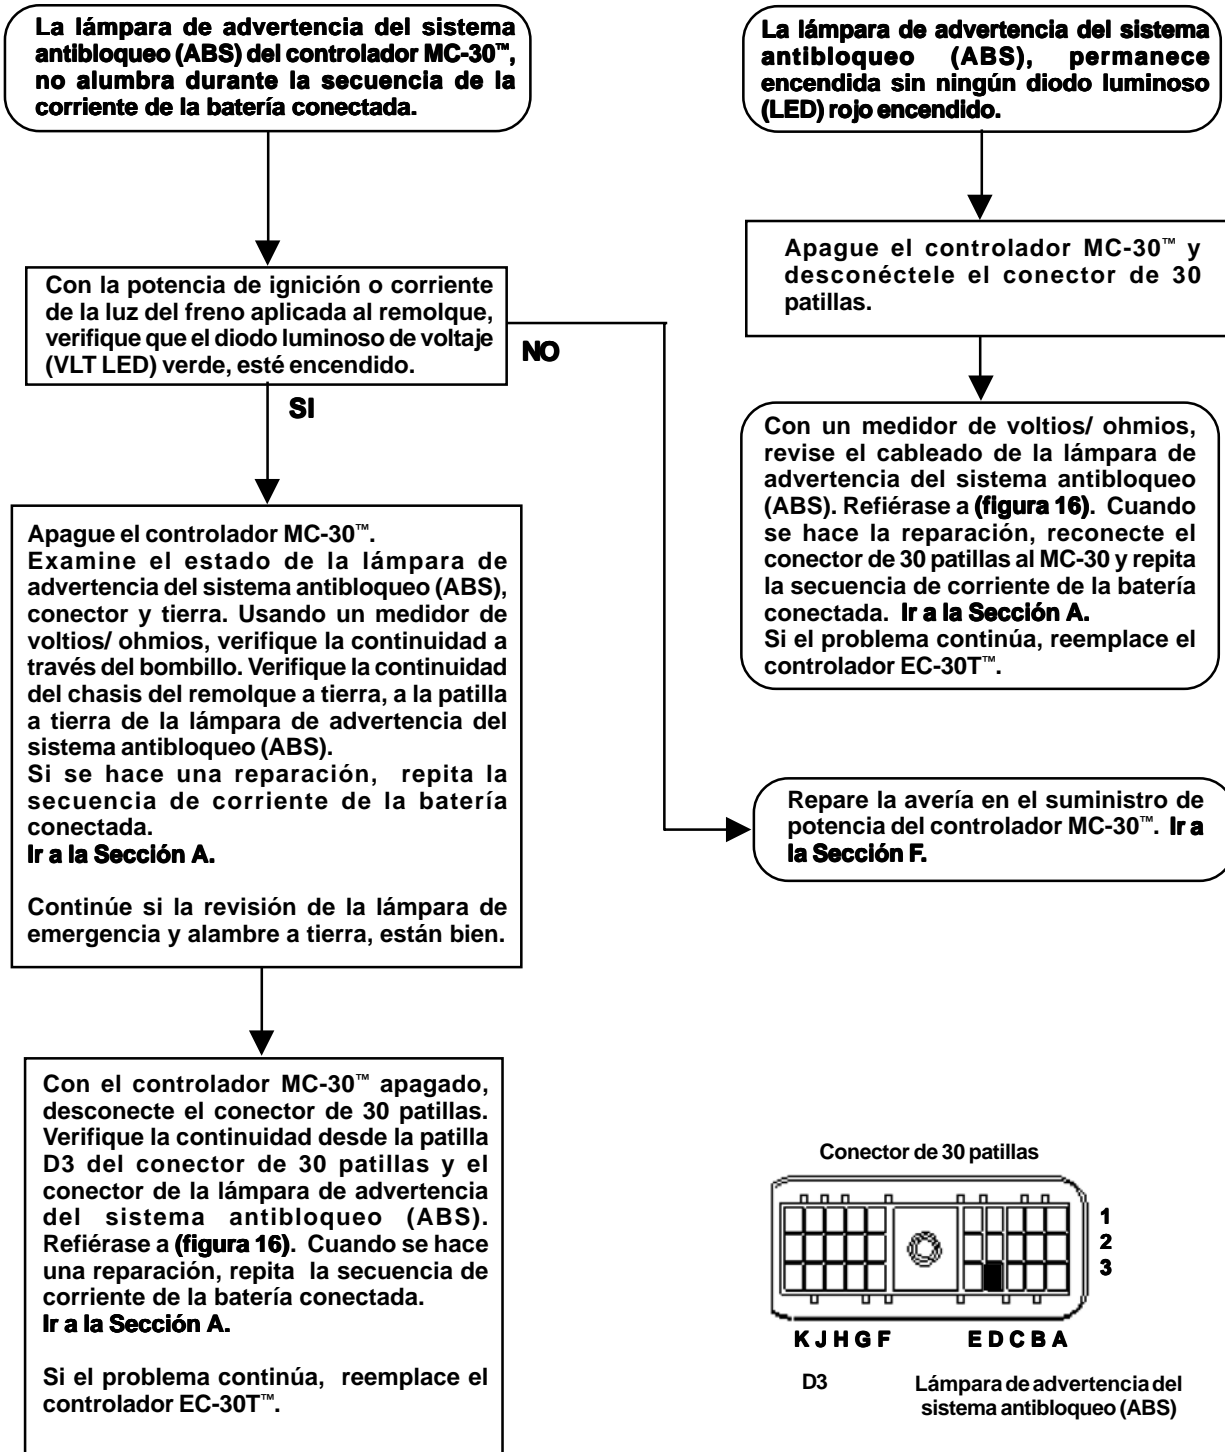 La lámpara de advertencia del sistema
antibloqueo (ABS) del controlador MC-30™,
no alumbra durante la secuencia de la
corriente de la batería conectada.
Con la potencia de ignición o corriente
de la luz del freno aplicada al remolque,
verifique que el diodo luminoso de voltaje
(VLT LED) verde, esté encendido.
NO
SI
Apague el controlador MC-30™.
Examine el estado de la lámpara de
advertencia del sistema antibloqueo (ABS),
conector y tierra. Usando un medidor de
voltios/ ohmios, verifique la continuidad a
través del bombillo. Verifique la continuidad
del chasis del remolque a tierra, a la patilla
a tierra de la lámpara de advertencia del
sistema antibloqueo (ABS).
Si se hace una reparación, repita la
secuencia de corriente de la batería
conectada.
Ir a la Sección A.
Continúe si la revisión de la lámpara de
emergencia y alambre a tierra, están bien.
Con el controlador MC-30™ apagado,
desconecte el conector de 30 patillas.
Verifique la continuidad desde la patilla
D3 del conector de 30 patillas y el
conector de la lámpara de advertencia
del sistema antibloqueo (ABS).
Refiérase a (figura 16). Cuando se hace
una reparación, repita la secuencia de
corriente de la batería conectada.
Ir a la Sección A.
Si el problema continúa, reemplace el
controlador EC-30T™.
La lámpara de advertencia del sistema
antibloqueo (ABS), permanece
encendida sin ningún diodo luminoso
(LED) rojo encendido.
Apague el controlador MC-30™ y
desconéctele el conector de 30
patillas.
Con un medidor de voltios/ ohmios,
revise el cableado de la lámpara de
advertencia del sistema antibloqueo
(ABS). Refiérase a (figura 16). Cuando
se hace la reparación, reconecte el
conector de 30 patillas al MC-30 y repita
la secuencia de corriente de la batería
conectada. Ir a la Sección A.
Si el problema continúa, reemplace el
controlador EC-30T™.
Repare la avería en el suministro de
potencia del controlador MC-30™. Ir a
la Sección F.
Conector de 30 patillas
1
2
3
K J H G F E D C B A
D3 Lámpara de advertencia del
sistema antibloqueo (ABS)